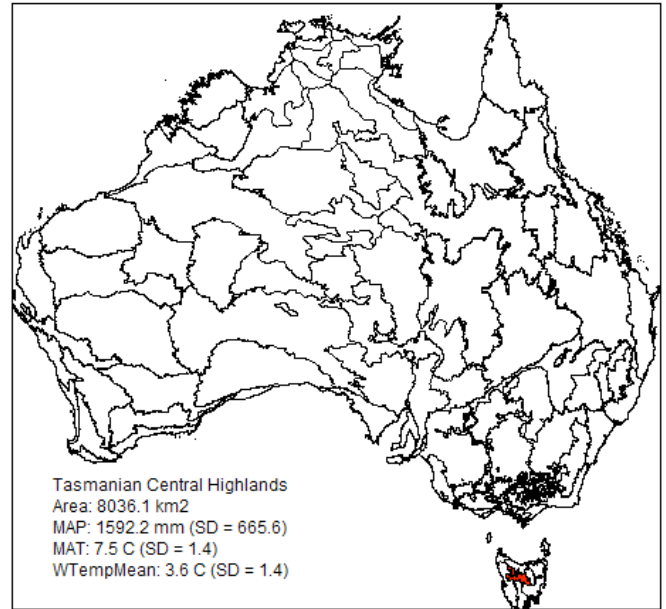 Tasmanian Central Highlands
Area: 8036.1 km2
MAP: 1592.2 mm (SD = 665.6)
MAT: 7.5 C (SD = 1.4)
WTempMean: 3.6 C (SD = 1.4)